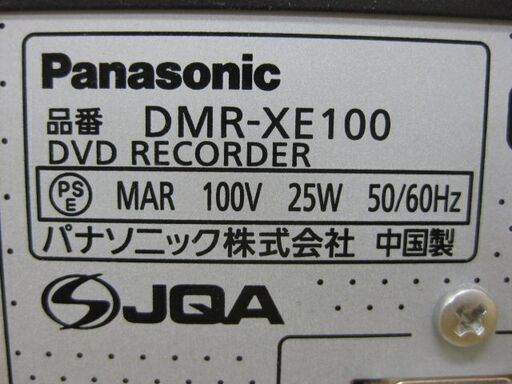 Panasonic
品番 DMR-XE100
DVD RECORDER
PS E MAR 100V 25W 50/60Hz
パナソニック株式会社 中国製
JQA